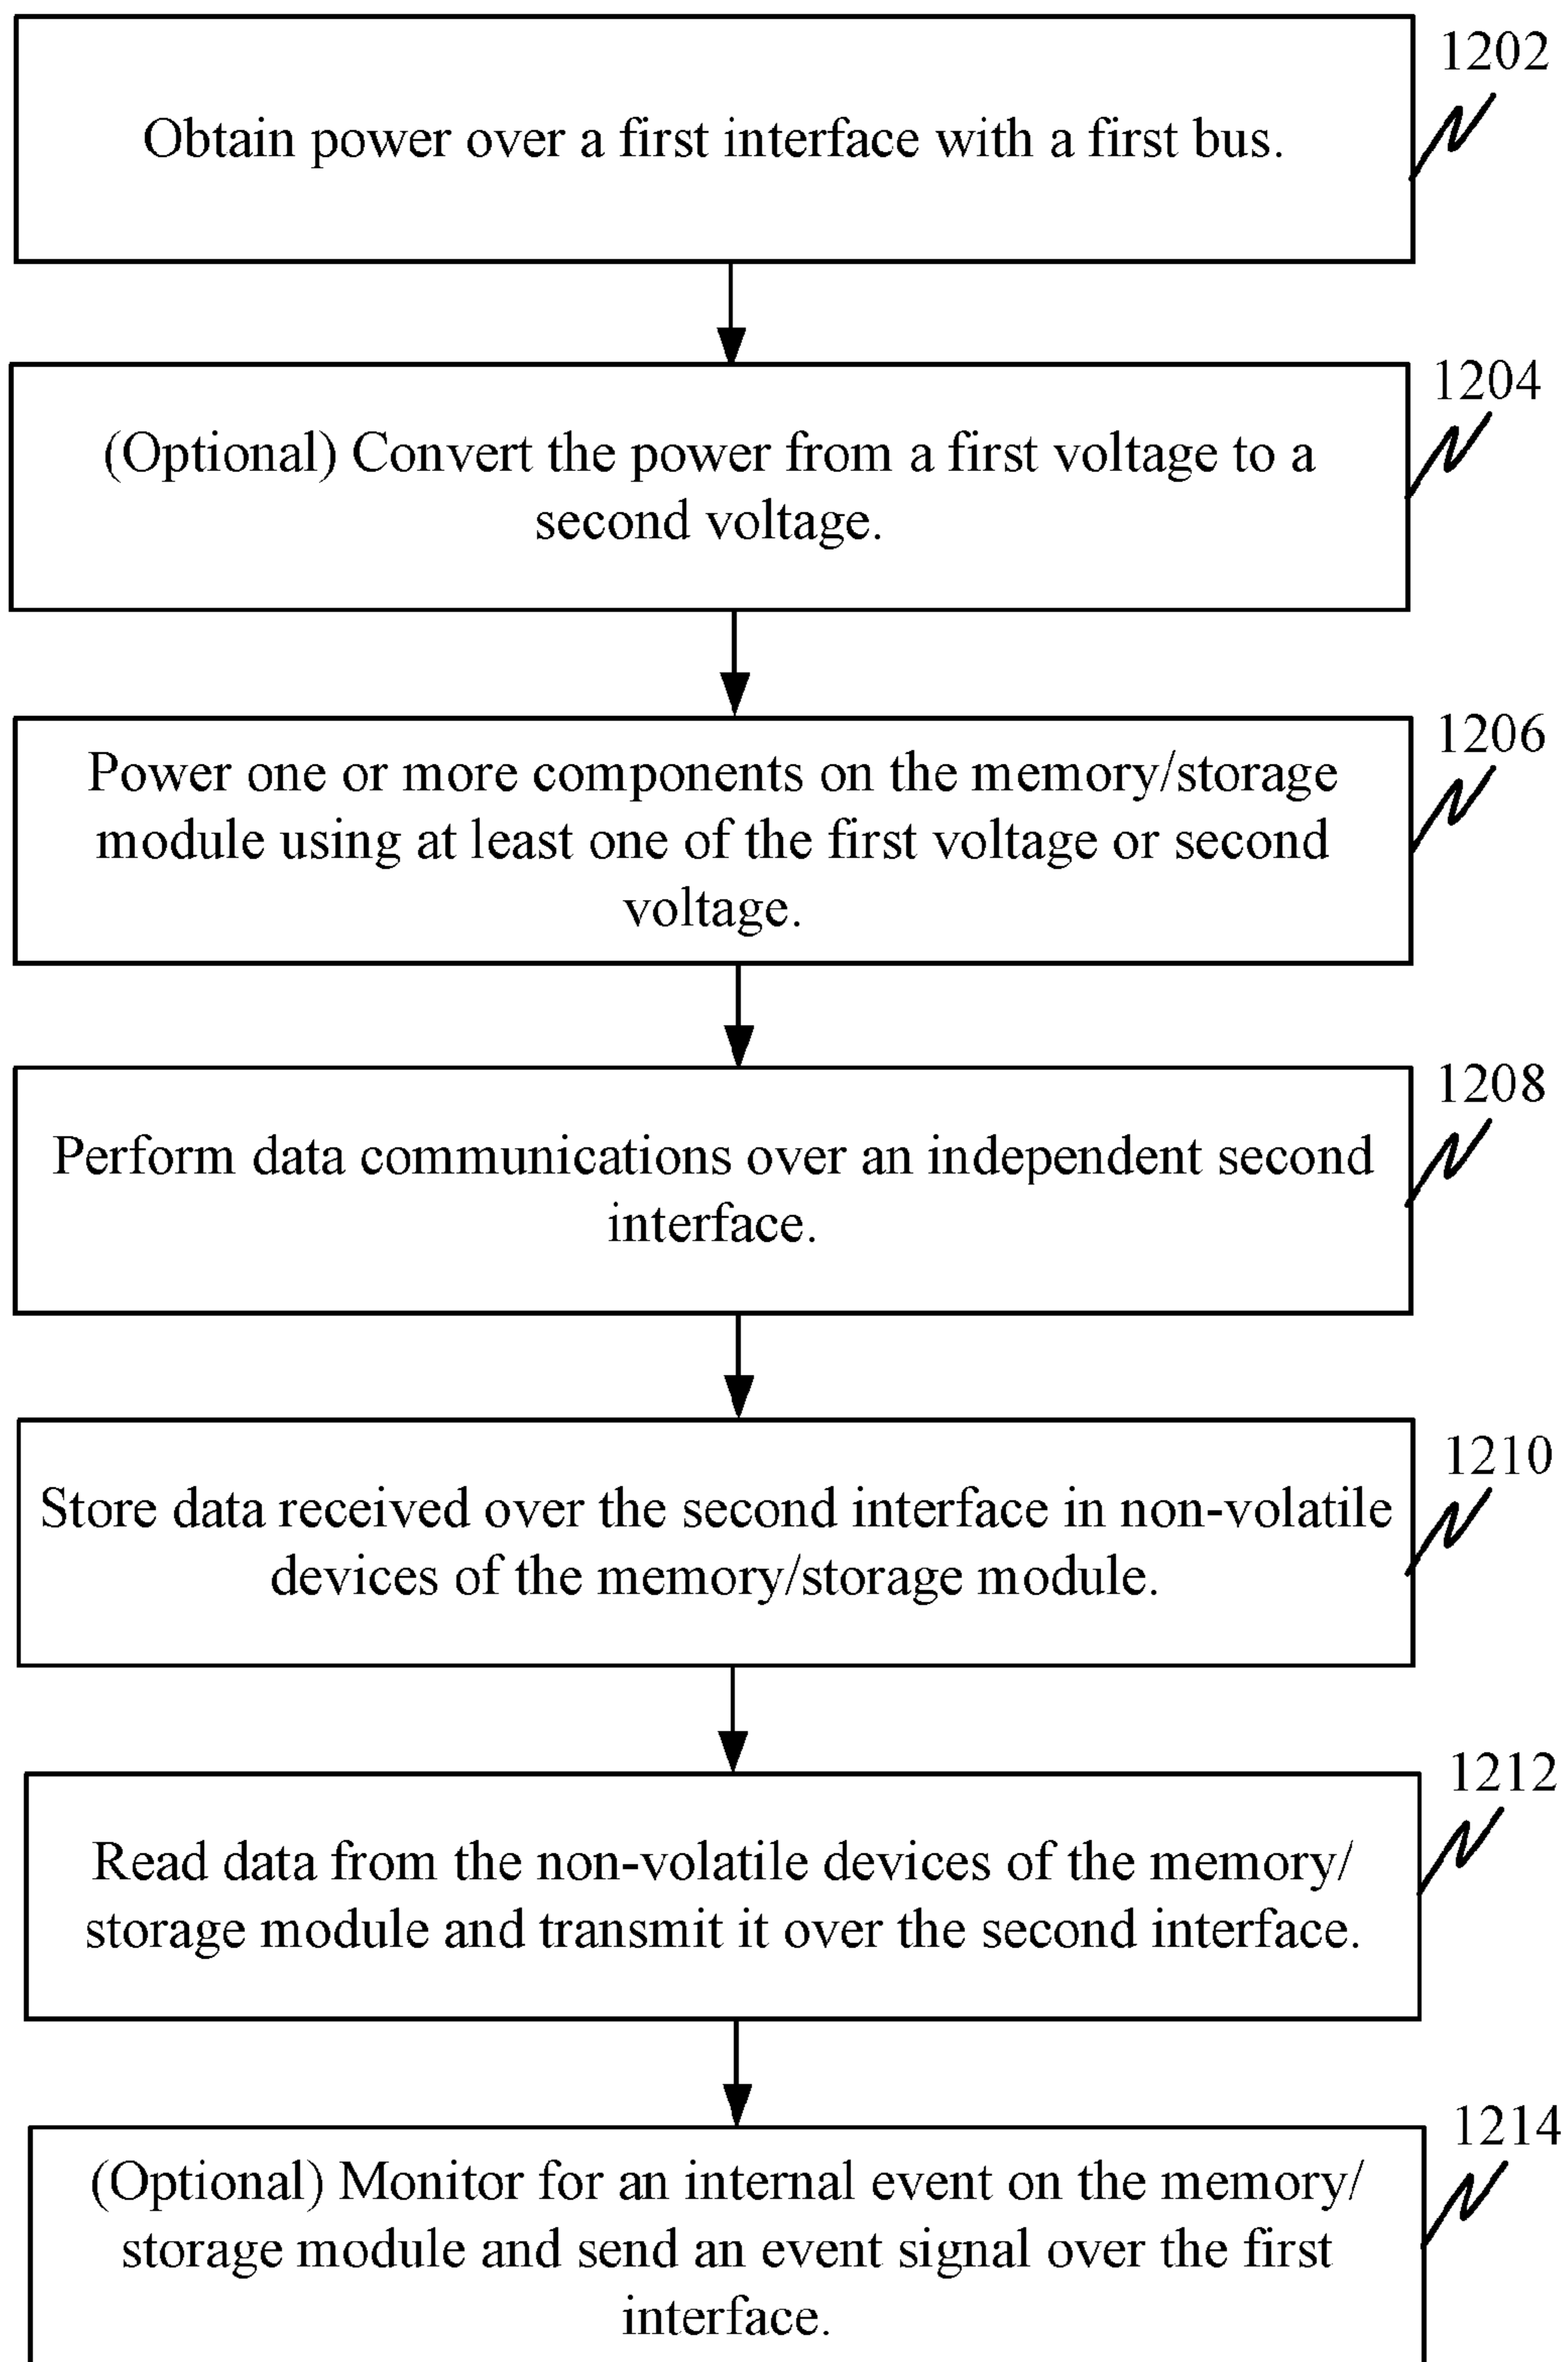 1202
Obtain power over a first interface with a first bus.
1204
(Optional) Convert the power from a first voltage to a
second voltage.
1206
Power one or more components on the memory/storage
module using at least one of the first voltage or second
voltage.
1208
Perform data communications over an independent second
interface.
1210
Store data received over the second interface in non-volatile
devices of the memory/storage module.
1212
Read data from the non-volatile devices of the memory/
storage module and transmit it over the second interface.
1214
(Optional) Monitor for an internal event on the memory/
storage module and send an event signal over the first
interface.